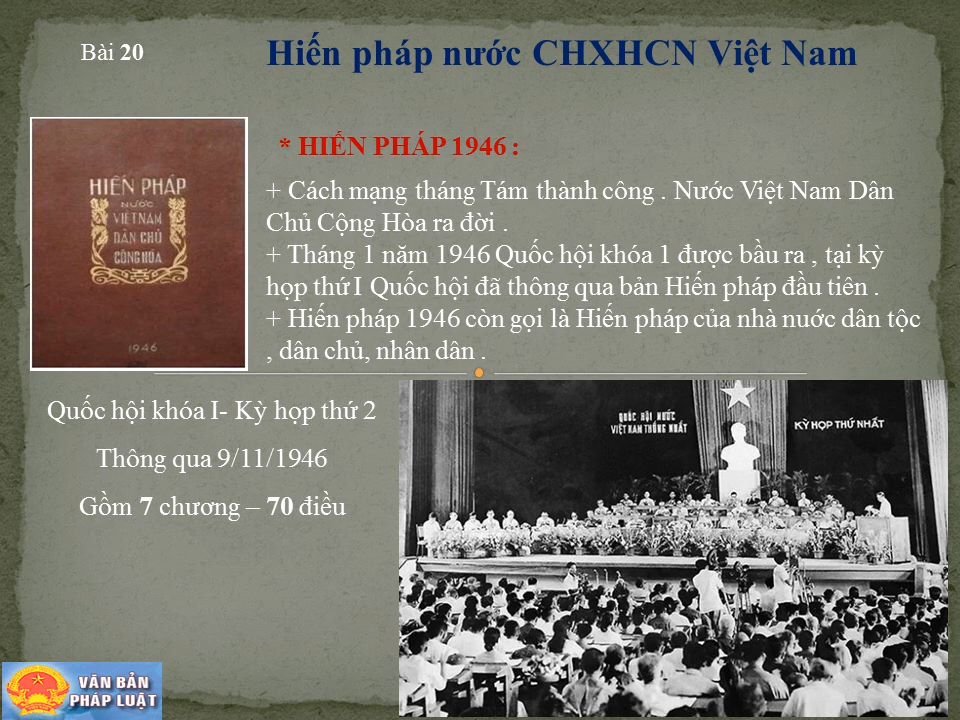 Bài 20
Hiến pháp nước CHXHCN Việt Nam
HIẾN PHÁP
NƯỚC
VIỆT NAM
DÂN CHỦ
CỘNG HÒA
1946
* HIẾN PHÁP 1946 :
+ Cách mạng tháng Tám thành công . Nước Việt Nam Dân
Chủ Cộng Hòa ra đời .
+ Tháng 1 năm 1946 Quốc hội khóa 1 được bầu ra , tại kỳ
họp thứ I Quốc hội đã thông qua bản Hiến pháp đầu tiên .
+ Hiến pháp 1946 còn gọi là Hiến pháp của nhà nuớc dân tộc
, dân chủ, nhân dân .
Quốc hội khóa I- Kỳ họp thứ 2
Thông qua 9/11/1946
Gồm 7 chương – 70 điều
QUỐC HỘI NƯỚC
VIỆT NAM THỐNG NHẤT
KỲ HỌP THỨ NHẤT
VĂN BẢN
PHÁP LUẬT